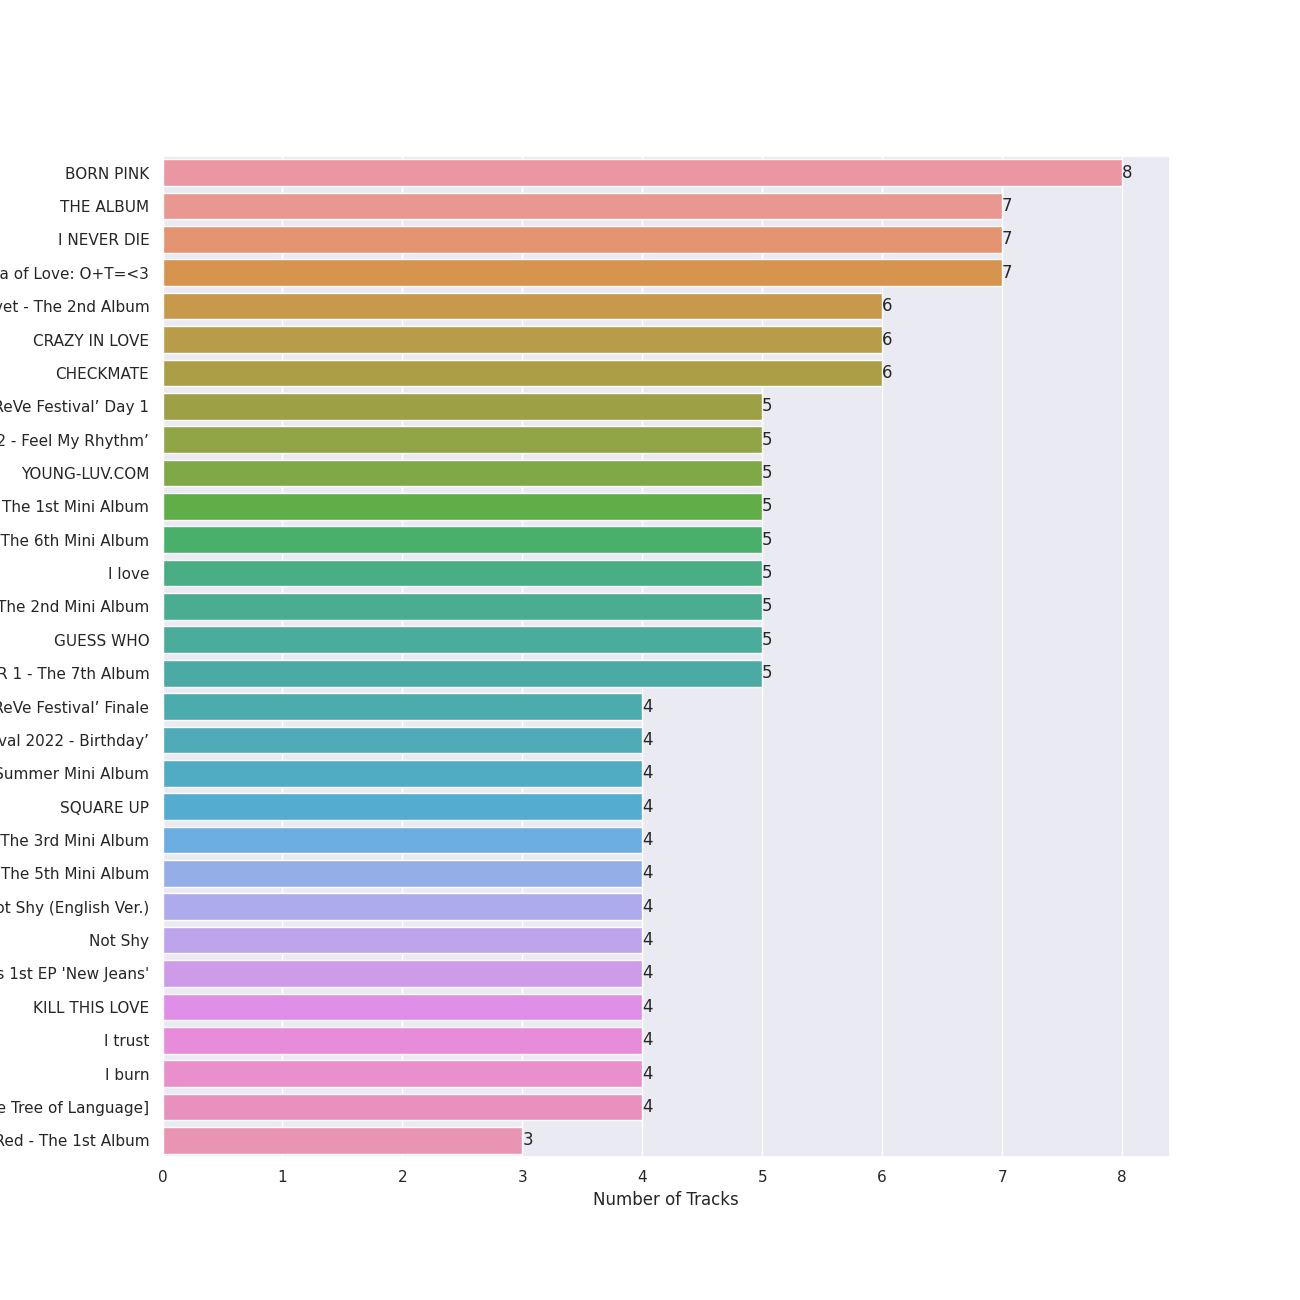 BORN PINK 8
THE ALBUM 7
I NEVER DIE 7
a of Love: O+T=<3 7
vet - The 2nd Album 6
CRAZY IN LOVE 6
CHECKMATE 6
ReVe Festival’ Day 1 5
2 - Feel My Rhythm’ 5
YOUNG-LUV.COM 5
The 1st Mini Album 5
The 6th Mini Album 5
I love 5
The 2nd Mini Album 5
GUESS WHO 5
R 1 - The 7th Album 5
ReVe Festival’ Finale 4
val 2022 - Birthday’ 4
Summer Mini Album 4
SQUARE UP 4
The 3rd Mini Album 4
The 5th Mini Album 4
ot Shy (English Ver.) 4
Not Shy 4
s 1st EP 'New Jeans' 4
KILL THIS LOVE 4
I trust 4
I burn 4
e Tree of Language] 4
Red - The 1st Album 3
0 1 2 3 4 5 6 7 8
Number of Tracks